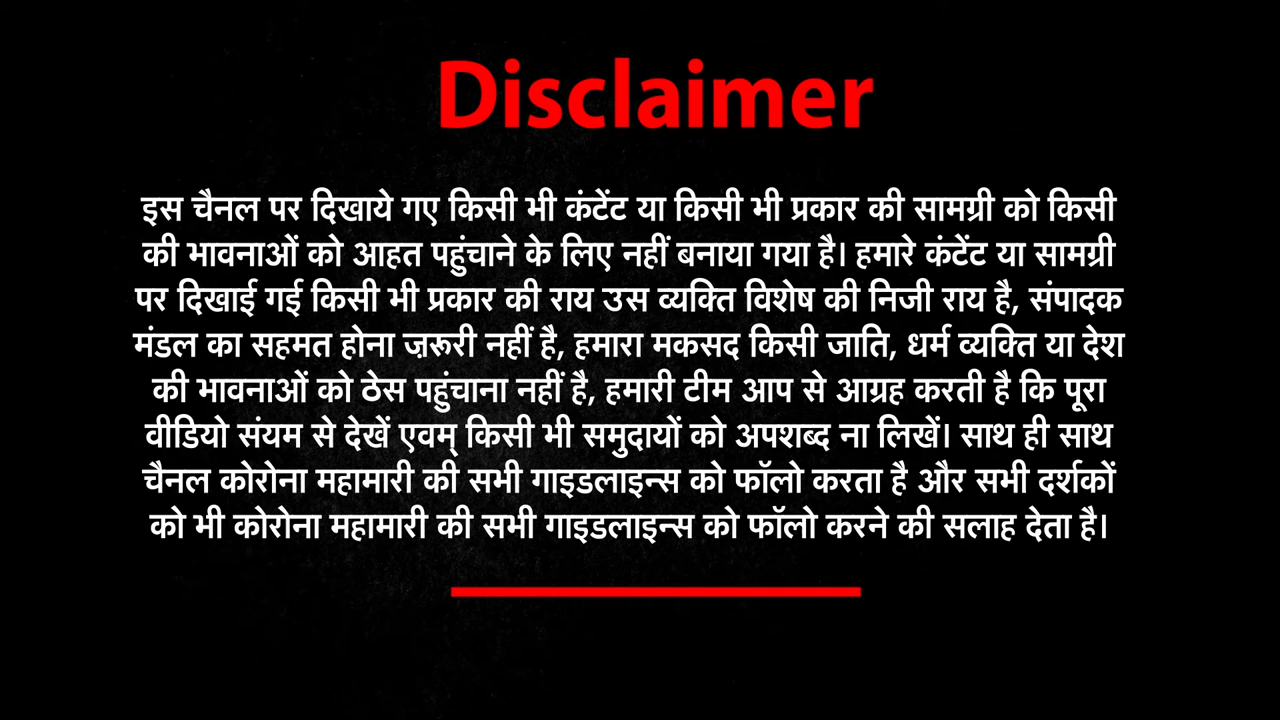 Disclaimer
इस चैनल पर दिखाये गए किसी भी कंटेंट या किसी भी प्रकार की सामग्री को किसी
की भावनाओं को आहत पहुंचाने के लिए नहीं बनाया गया है। हमारे कंटेंट या सामग्री
पर दिखाई गई किसी भी प्रकार की राय उस व्यक्ति विशेष की निजी राय है, संपादक
मंडल का सहमत होना ज़रूरी नहीं है, हमारा मकसद किसी जाति, धर्म व्यक्ति या देश
की भावनाओं को ठेस पहुंचाना नहीं है, हमारी टीम आप से आग्रह करती है कि पूरा
वीडियो संयम से देखें एवम् किसी भी समुदायों को अपशब्द ना लिखें। साथ ही साथ
चैनल कोरोना महामारी की सभी गाइडलाइन्स को फॉलो करता है और सभी दर्शकों
को भी कोरोना महामारी की सभी गाइडलाइन्स को फॉलो करने की सलाह देता है।